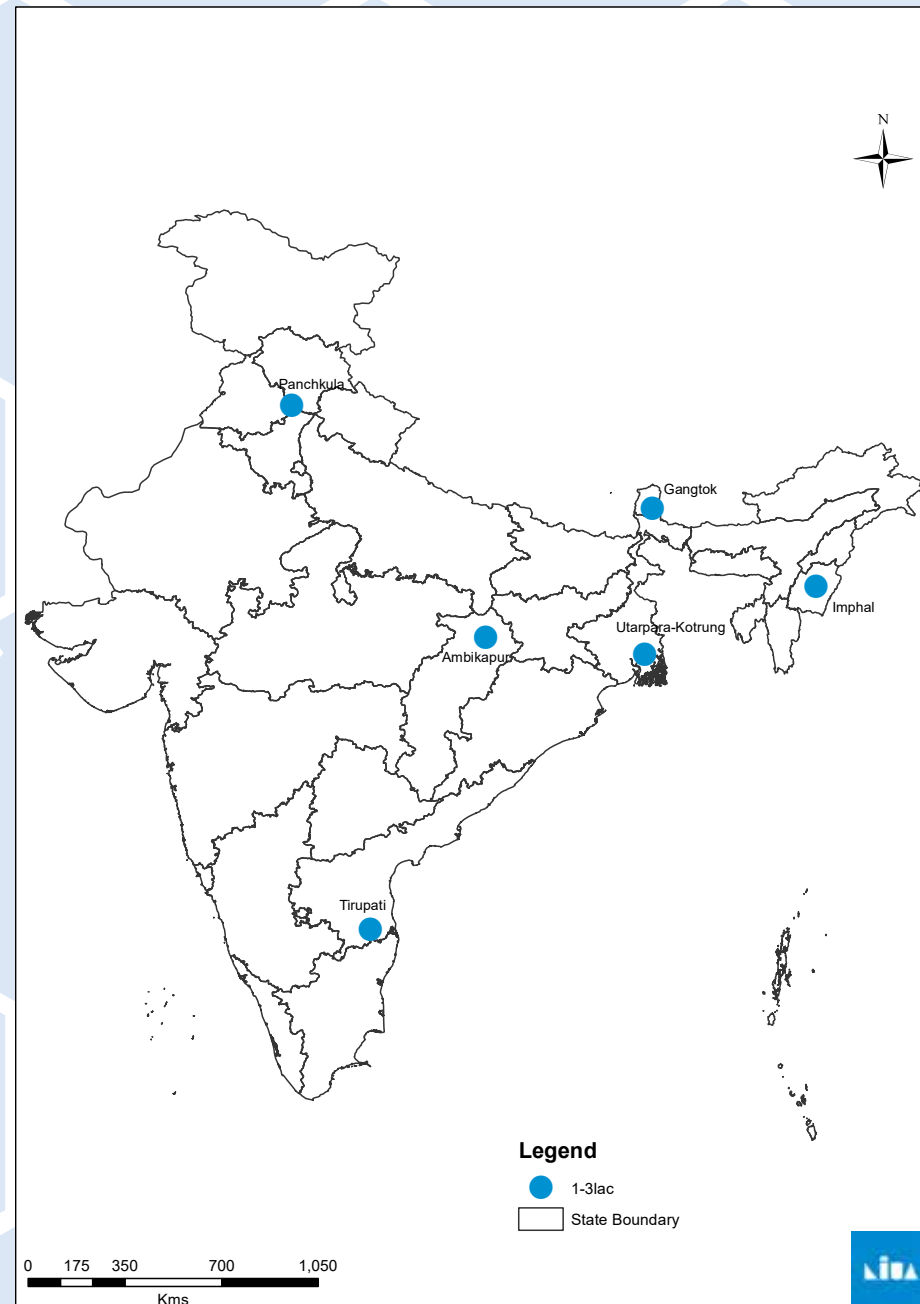 N
Panchkula
Gangtok
Imphal
Utarpara-Kotrung
Ambikapur
Tirupati
Legend
1-3lac
State Boundary
0 175 350 700 1,050
Kms
NIUA